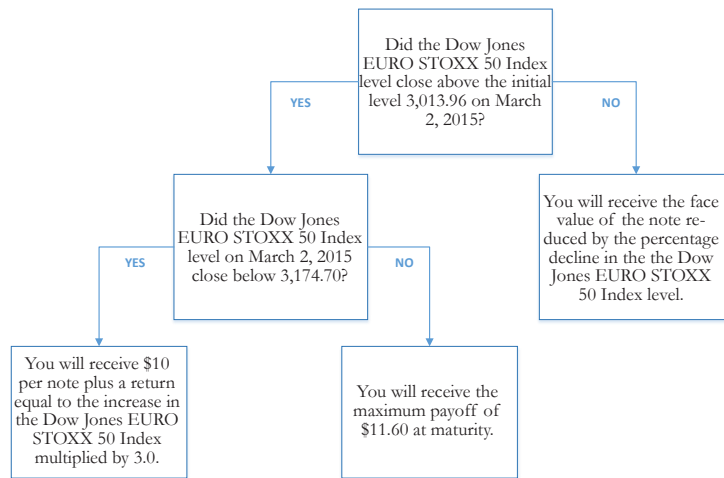 Did the Dow Jones
EURO STOXX 50 Index
level close above the initial
level 3,013.96 on March
2, 2015?
YES
NO
Did the Dow Jones
EURO STOXX 50 Index
level on March 2, 2015
close below 3,174.70?
You will receive the face
value of the note re-
duced by the percentage
decline in the the Dow
Jones EURO STOXX
50 Index level.
YES
NO
You will receive $10
per note plus a return
equal to the increase in
the Dow Jones EURO
STOXX 50 Index
multiplied by 3.0.
You will receive the
maximum payoff of
$11.60 at maturity.